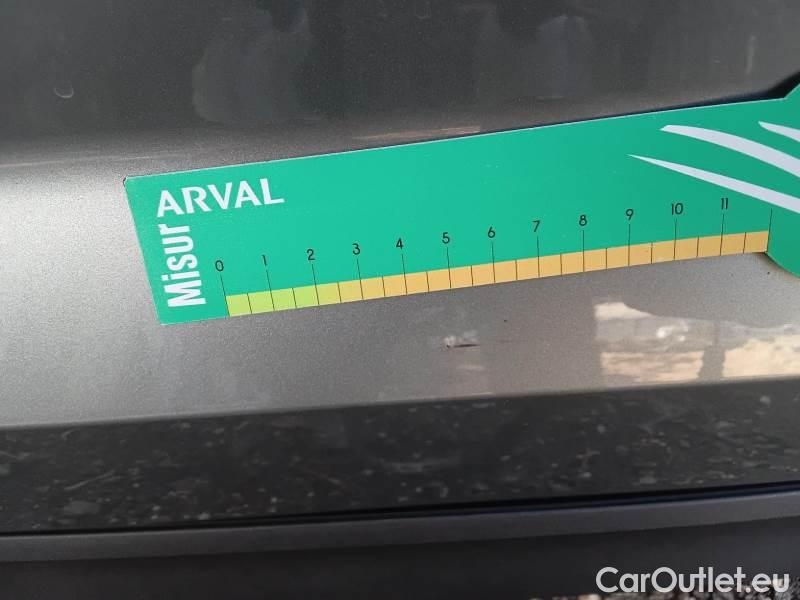 ARVAL
Misur
0 1 2 3 4 5 6 7 8 9 10 11
CarOutlet.eu